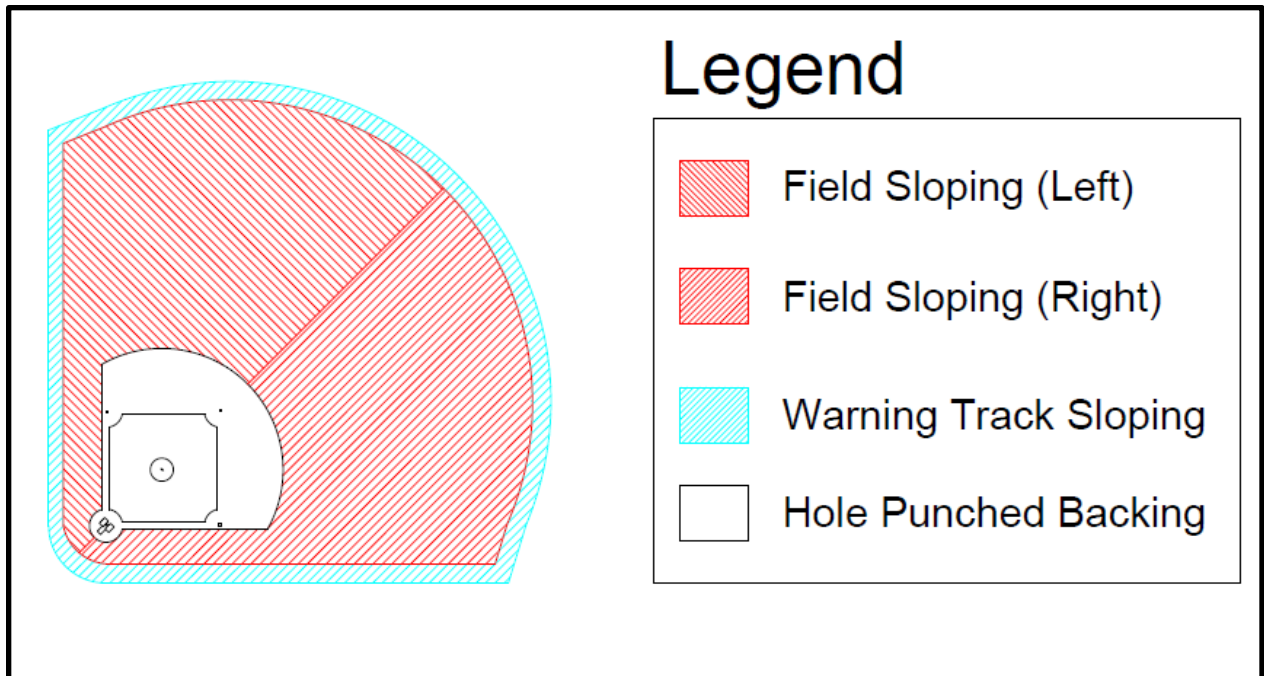 Legend
Field Sloping (Left)
Field Sloping (Right)
Warning Track Sloping
Hole Punched Backing